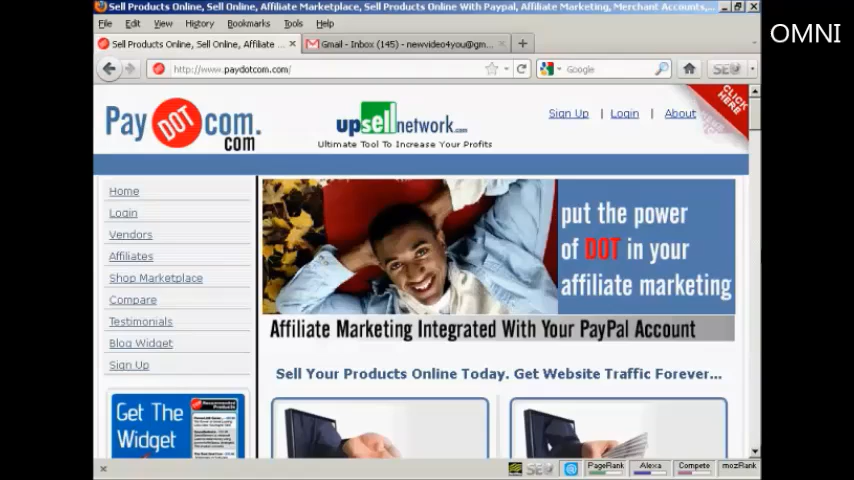 Sell Products Online, Sell Online, Affiliate Marketplace, Sell Products Online With Paypal, Affiliate Marketing, Merchant Accounts,...
OMNI
File Edit View History Bookmarks Tools Help
Sell Products Online, Sell Online, Affiliate ...
Gmail - Inbox (145) - newvideo4you@gm...
http://www.paydotcom.com/
Google
SEO
CLICK HERE
Pay DOT com.
com
upsellnetwork.com
Ultimate Tool To Increase Your Profits
Sign Up | Login | About
Home
Login
Vendors
Affiliates
Shop Marketplace
Compare
Testimonials
Blog Widget
Sign Up
put the power
of DOT in your
affiliate marketing
Affiliate Marketing Integrated With Your PayPal Account
Sell Your Products Online Today. Get Website Traffic Forever...
Get The
Widget
Recommended
Products
SEO
PageRank
Alexa
Compete
mozRank